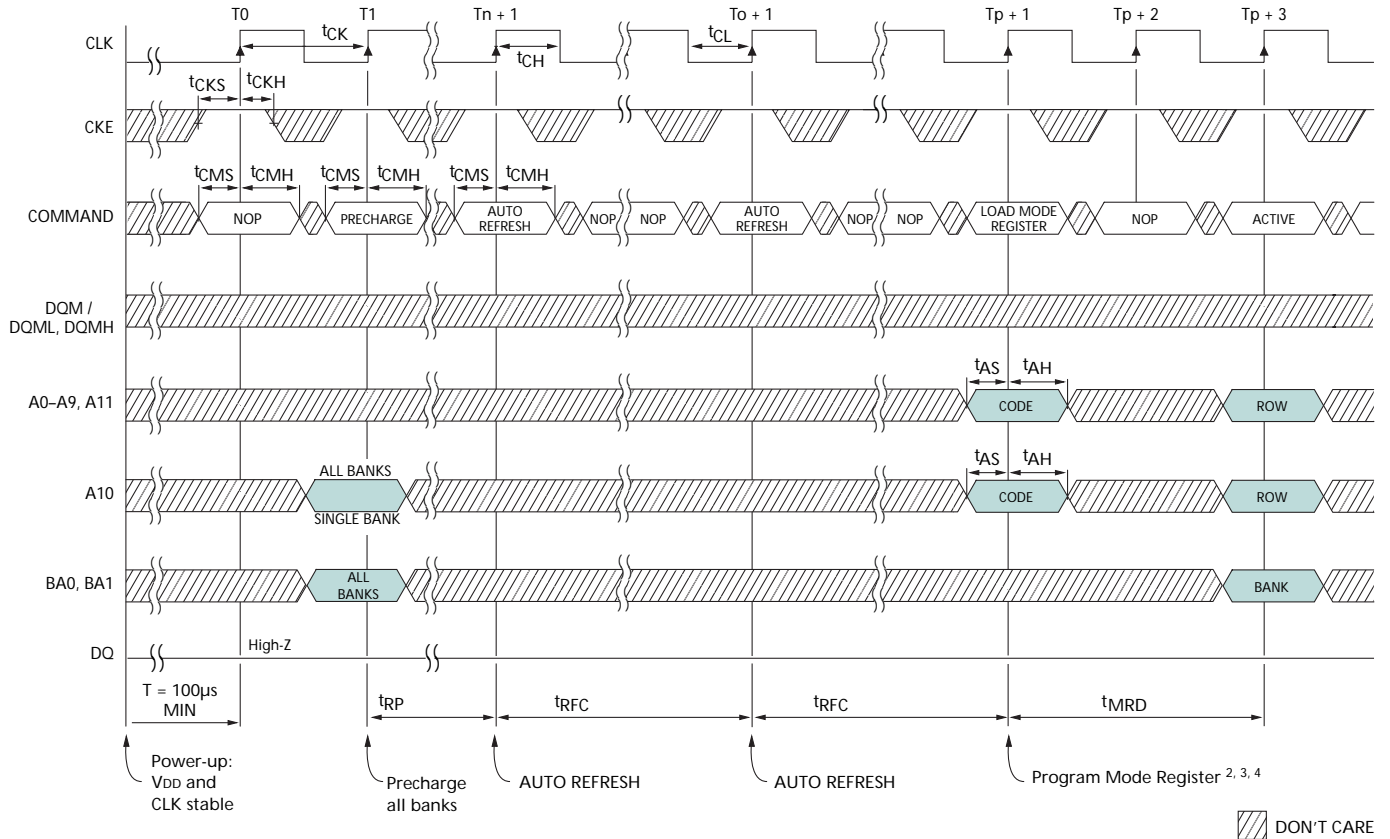 T0 T1 Tn + 1 To + 1 Tp + 1 Tp + 2 Tp + 3
CLK
tCK
tCH
tCL
tCKS tCKH
CKE
tCMS tCMH tCMS tCMH tCMS tCMH
COMMAND
NOP PRECHARGE AUTO REFRESH NOP NOP AUTO REFRESH NOP NOP LOAD MODE REGISTER NOP ACTIVE
DQM /
DQML, DQMH
tAS tAH
A0–A9, A11
CODE ROW
ALL BANKS
tAS tAH
A10
CODE ROW
SINGLE BANK
BA0, BA1
ALL BANKS
BANK
DQ
High-Z
T = 100µs
MIN
tRP tRFC tRFC tMRD
Power-up:
VDD and
CLK stable
Precharge
all banks
AUTO REFRESH
AUTO REFRESH
Program Mode Register 2, 3, 4
DON'T CARE